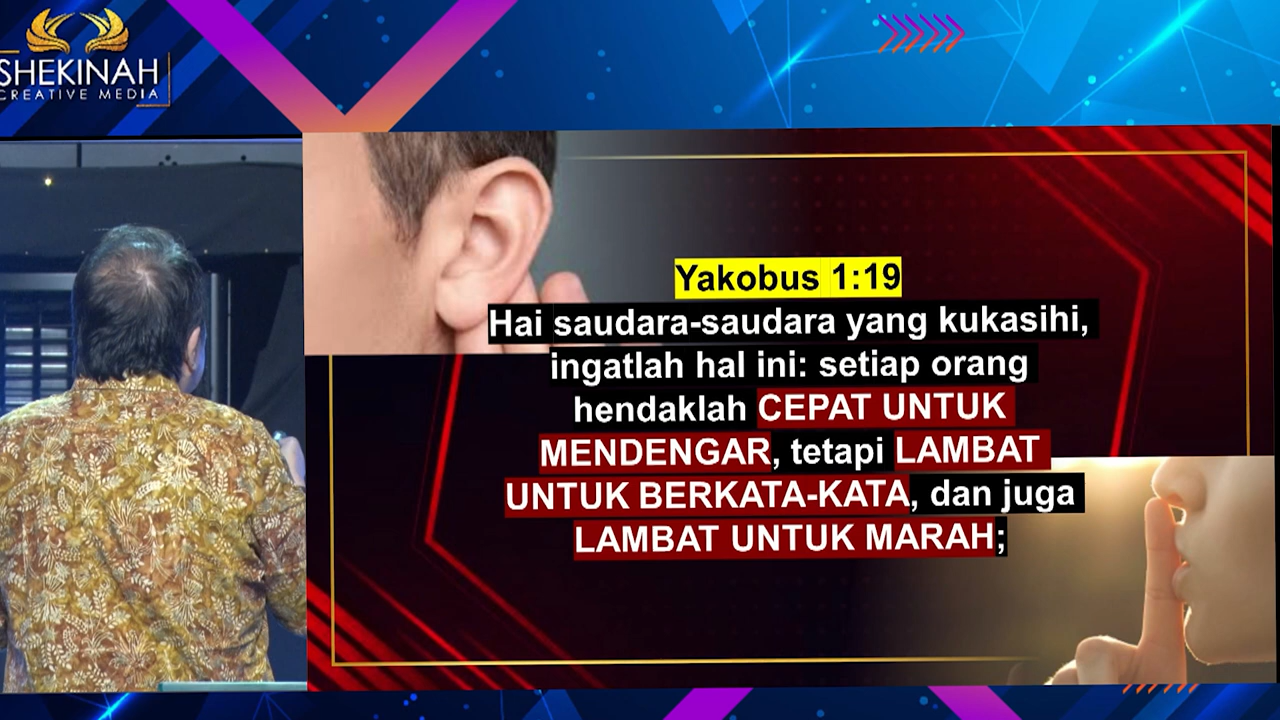 SHEKINAH
CREATIVE MEDIA
Yakobus 1:19
Hai saudara-saudara yang kukasihi,
ingatlah hal ini: setiap orang
hendaklah CEPAT UNTUK
MENDENGAR, tetapi LAMBAT
UNTUK BERKATA-KATA, dan juga
LAMBAT UNTUK MARAH;